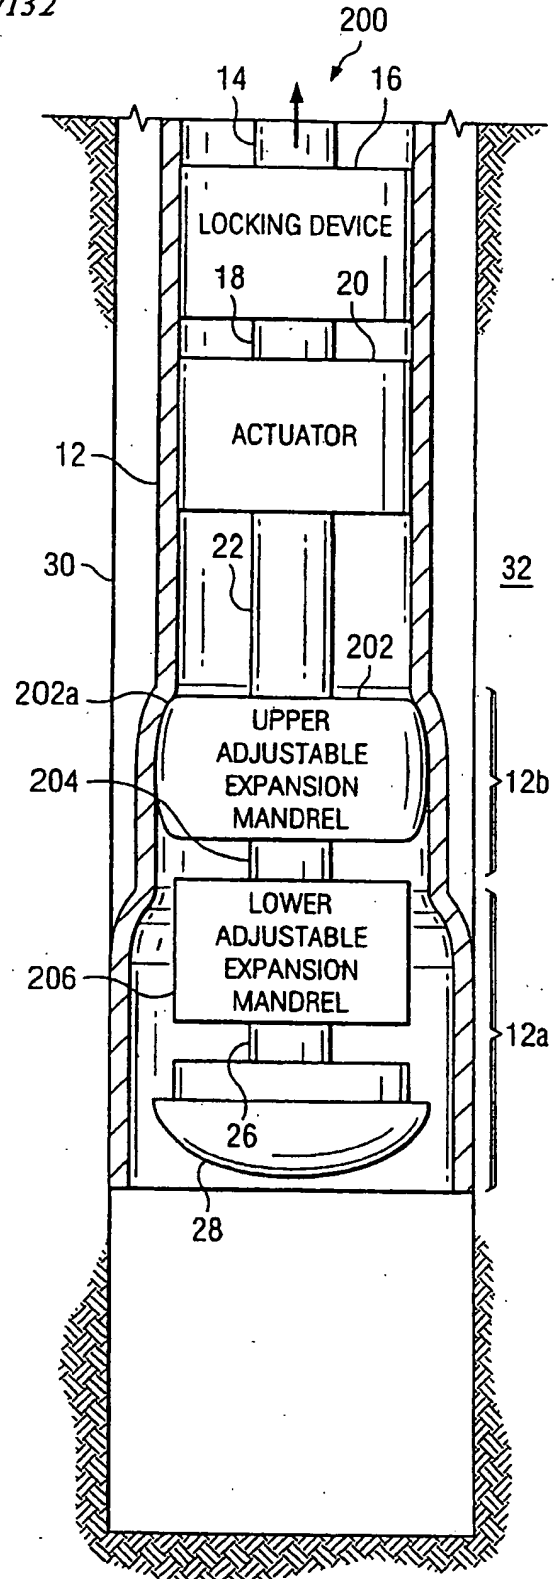 200
14
16
LOCKING DEVICE
18
20
ACTUATOR
12
22
30
32
202
202a
UPPER
ADJUSTABLE
EXPANSION
MANDREL
12b
204
LOWER
ADJUSTABLE
EXPANSION
MANDREL
206
12a
26
28